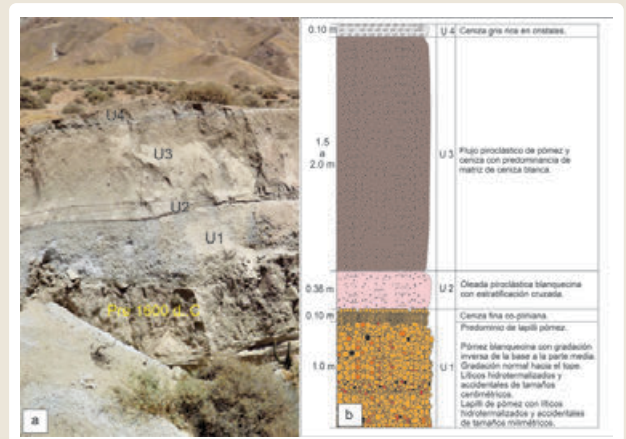 U4
U3
U2
U1
Pre 1600 d. C.
a
0.10 m
U 4
Ceniza gris rica en cristales.
1.5
a
2.0 m
U 3
Flujo piroclástico de pómez y
ceniza con predominancia de
matriz de ceniza blanca.
0.38 m
U 2
Oleada piroclástica blanquecina
con estratificación cruzada.
0.10 m
Ceniza fina co-pliniana.
1.0 m
U 1
Predominio de lapilli pómez.
Pómez blanquecina con gradación
inversa de la base a la parte media.
Gradación normal hacia el tope.
Líticos hidrotermalizados y
accidentales de tamaños
centimétricos.
Lapilli de pómez con líticos
hidrotermalizados y accidentales
de tamaños milimétricos.
b